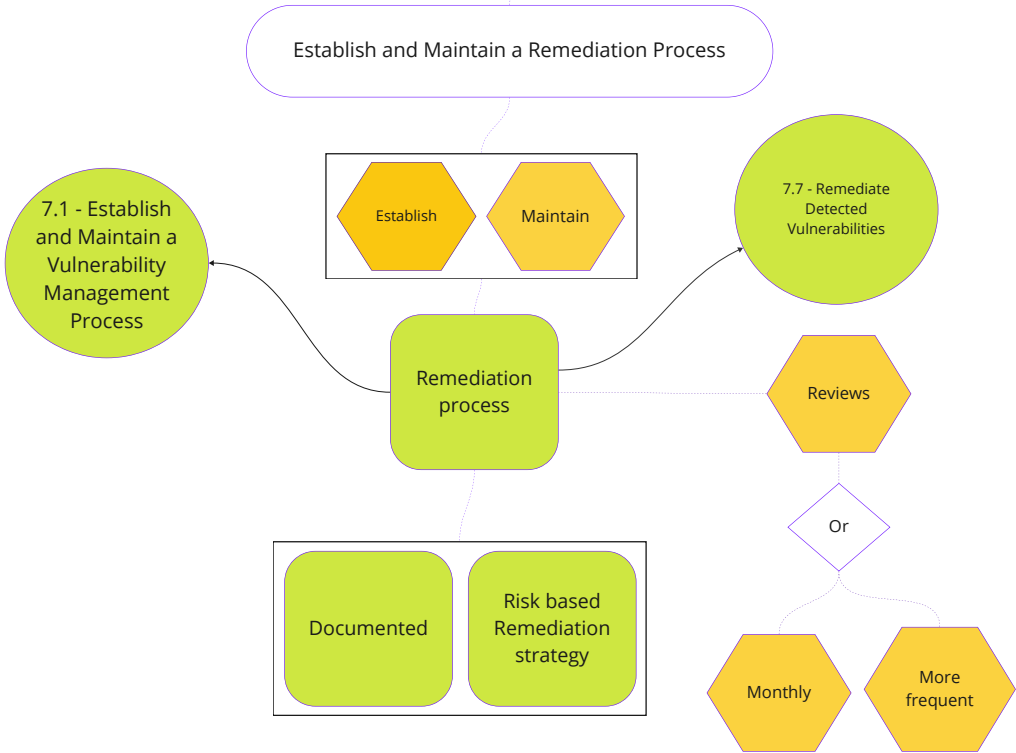 Establish and Maintain a Remediation Process
7.1 - Establish
and Maintain a
Vulnerability
Management
Process
Establish
Maintain
7.7 - Remediate
Detected
Vulnerabilities
Remediation
process
Reviews
Or
Documented
Risk based
Remediation
strategy
Monthly
More
frequent